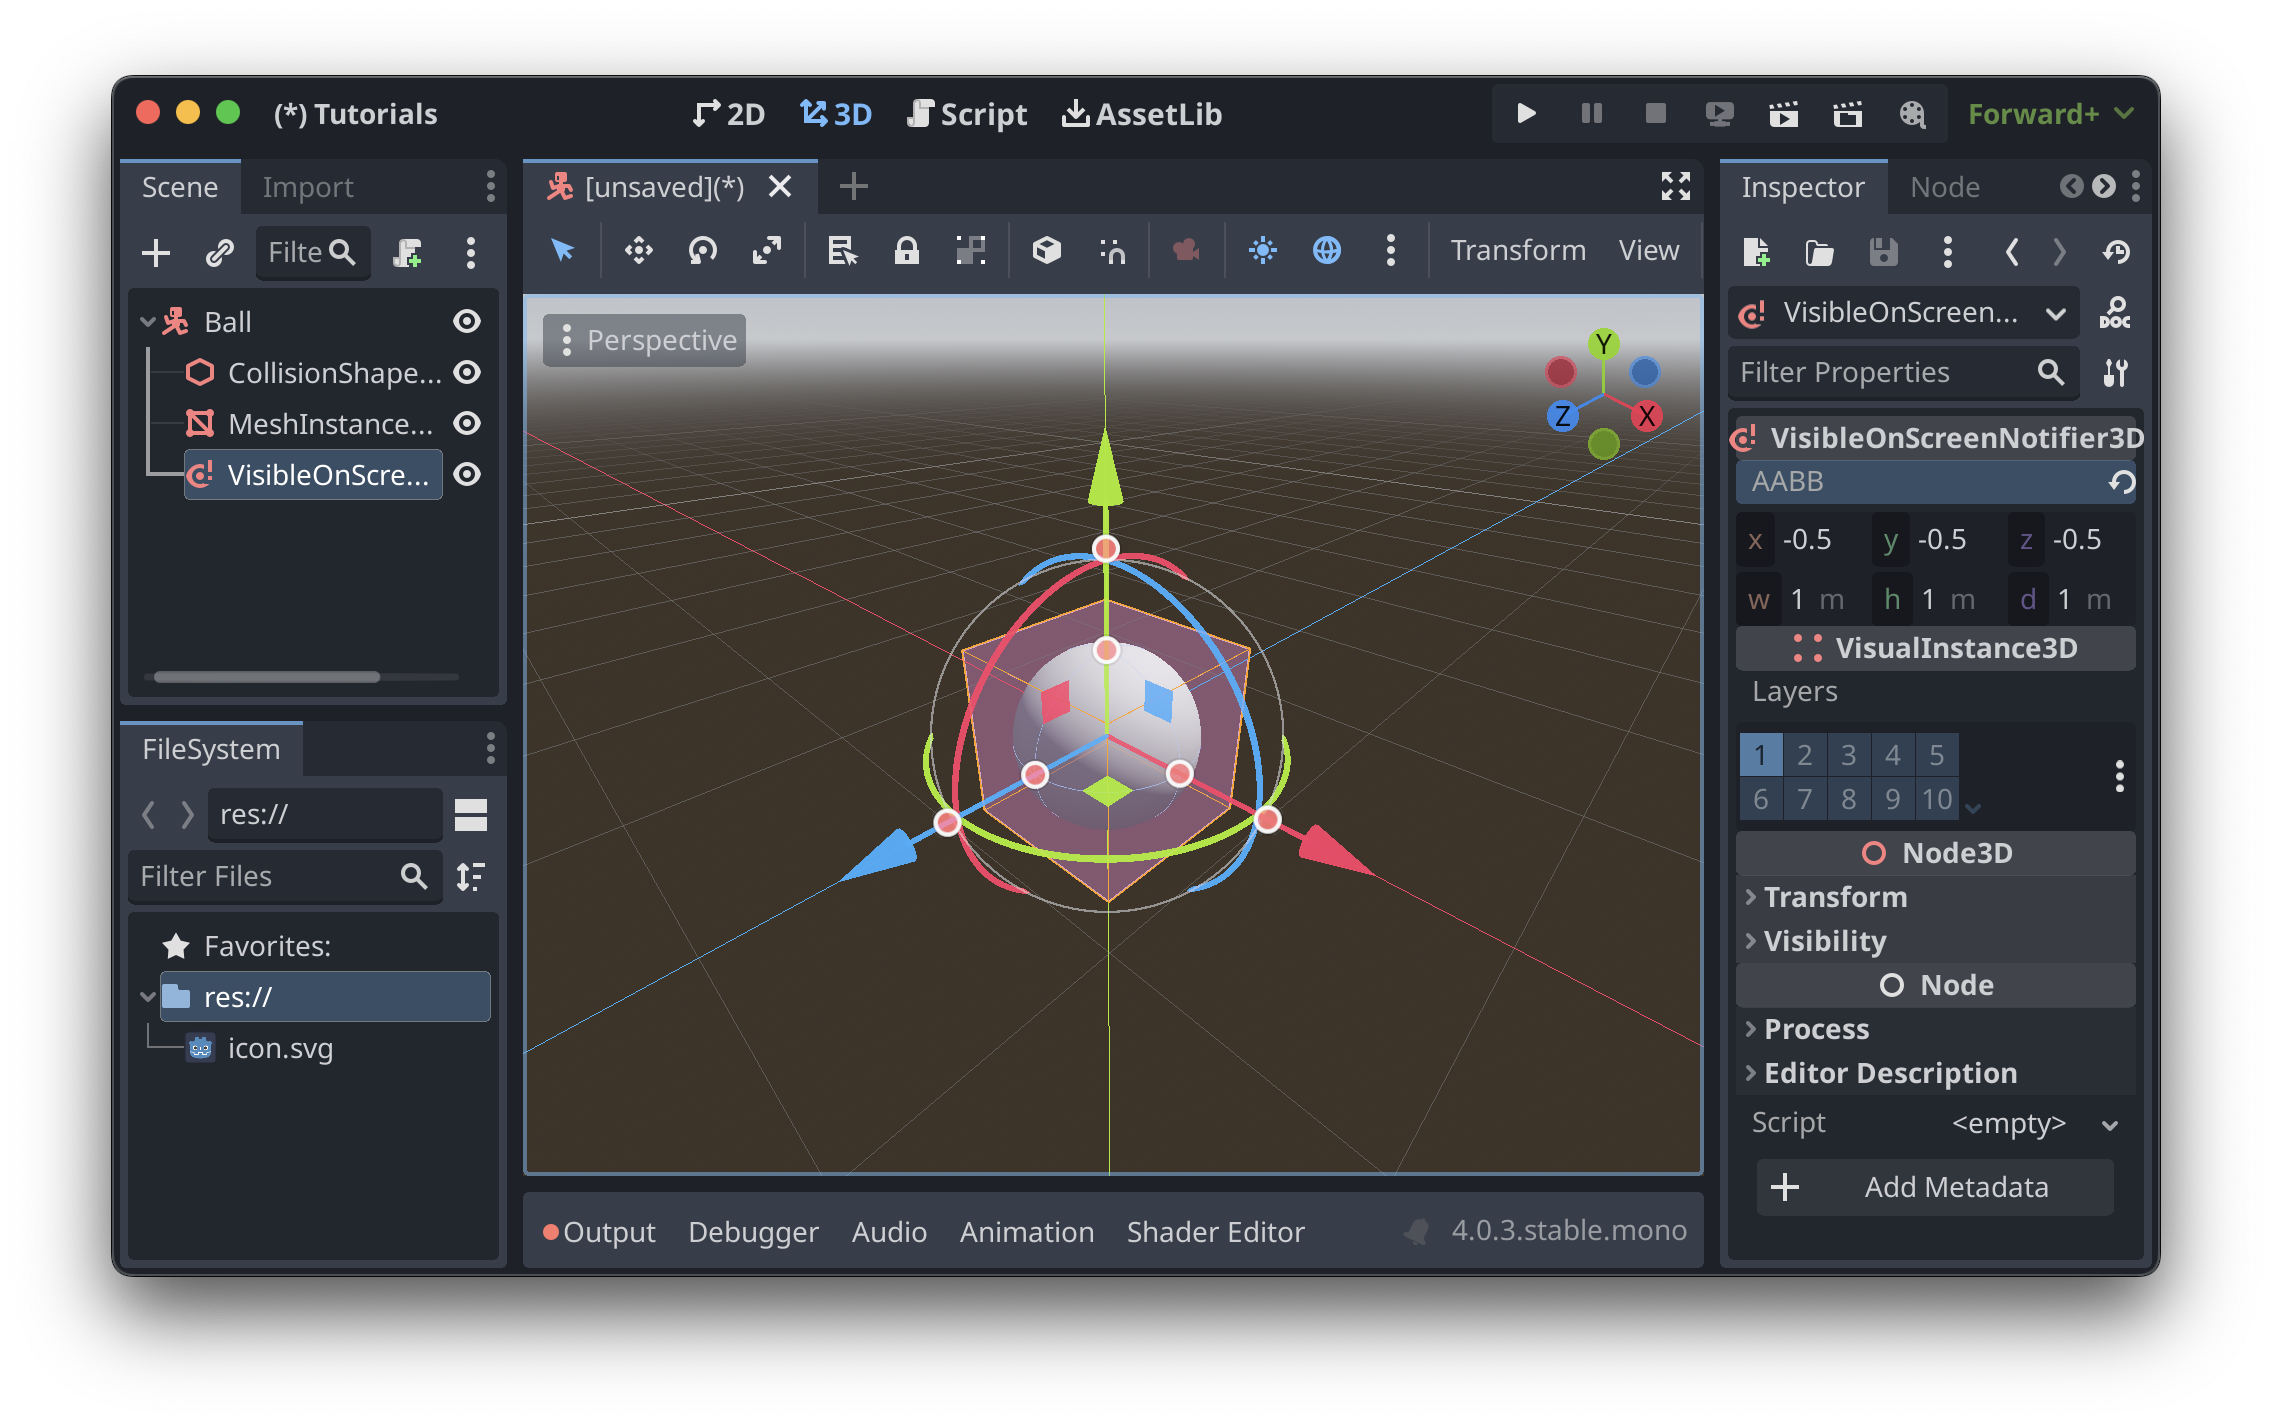 (*) Tutorials
2D
3D
Script
AssetLib
Forward+
Scene
Import
Filte
Ball
CollisionShape...
MeshInstance...
VisibleOnScre...
FileSystem
res://
Filter Files
Favorites:
res://
icon.svg
[unsaved](*)
Transform
View
Perspective
Y
Z
X
Output
Debugger
Audio
Animation
Shader Editor
4.0.3.stable.mono
Inspector
Node
VisibleOnScreen...
DOC
Filter Properties
VisibleOnScreenNotifier3D
AABB
x -0.5 y -0.5 z -0.5
w 1 m h 1 m d 1 m
VisualInstance3D
Layers
1 2 3 4 5
6 7 8 9 10
Node3D
Transform
Visibility
Node
Process
Editor Description
Script <empty>
Add Metadata